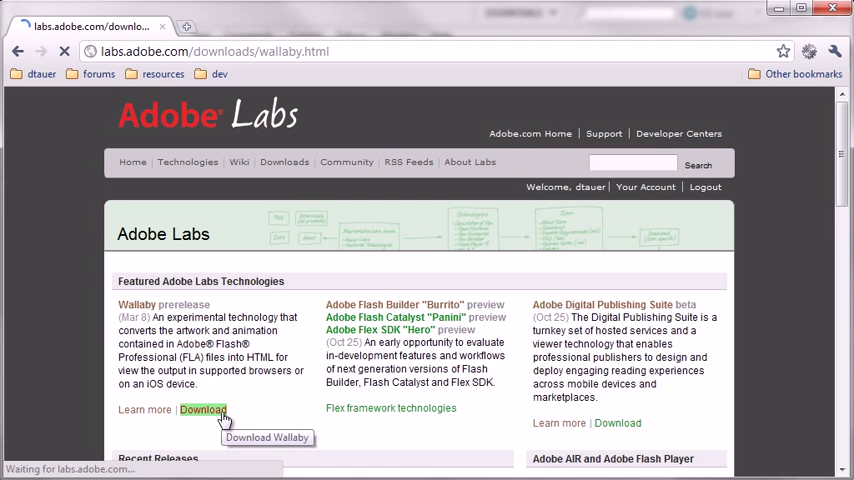 ESSENTIALS
labs.adobe.com/downlo...
labs.adobe.com/downloads/wallaby.html
dtauer forums resources dev Other bookmarks
Adobe Labs
Adobe.com Home | Support | Developer Centers
Home | Technologies | Wiki | Downloads | Community | RSS Feeds | About Labs
Search
Welcome, dtauer | Your Account | Logout
Adobe Labs
Featured Adobe Labs Technologies
Wallaby prerelease
(Mar 8) An experimental technology that
converts the artwork and animation
contained in Adobe® Flash®
Professional (FLA) files into HTML for
view the output in supported browsers or
on an iOS device.
Learn more | Download
Download Wallaby
Adobe Flash Builder "Burrito" preview
Adobe Flash Catalyst "Panini" preview
Adobe Flex SDK "Hero" preview
(Oct 25) An early opportunity to evaluate
in-development features and workflows
of next generation versions of Flash
Builder, Flash Catalyst and Flex SDK.
Flex framework technologies
Adobe Digital Publishing Suite beta
(Oct 25) The Digital Publishing Suite is a
turnkey set of hosted services and a
viewer technology that enables
professional publishers to design and
deploy engaging reading experiences
across mobile devices and
marketplaces.
Learn more | Download
Recent Releases
Adobe AIR and Adobe Flash Player
Waiting for labs.adobe.com...